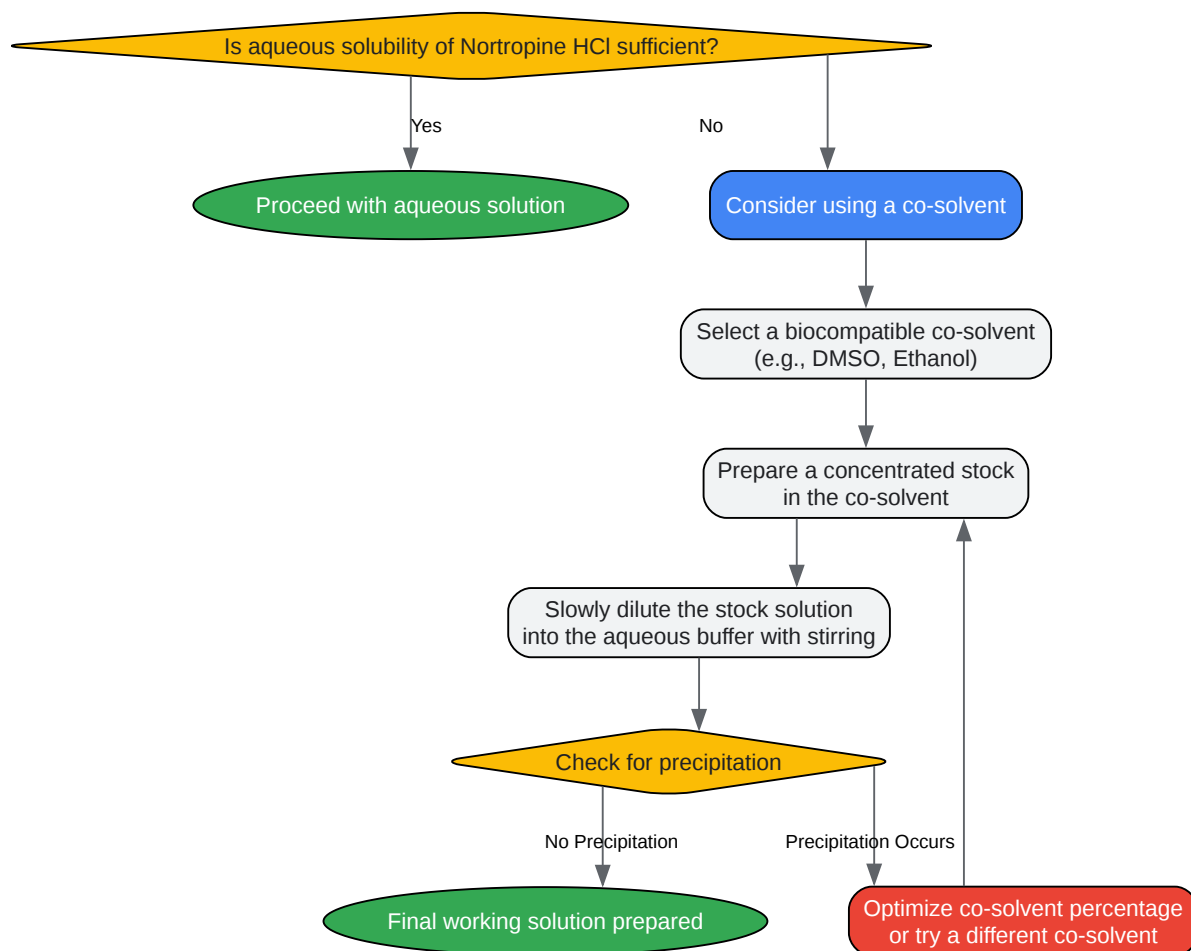 Is aqueous solubility of Nortropine HCl sufficient?
Yes
No
Proceed with aqueous solution
Consider using a co-solvent
Select a biocompatible co-solvent
(e.g., DMSO, Ethanol)
Prepare a concentrated stock
in the co-solvent
Slowly dilute the stock solution
into the aqueous buffer with stirring
Check for precipitation
No Precipitation
Precipitation Occurs
Final working solution prepared
Optimize co-solvent percentage
or try a different co-solvent